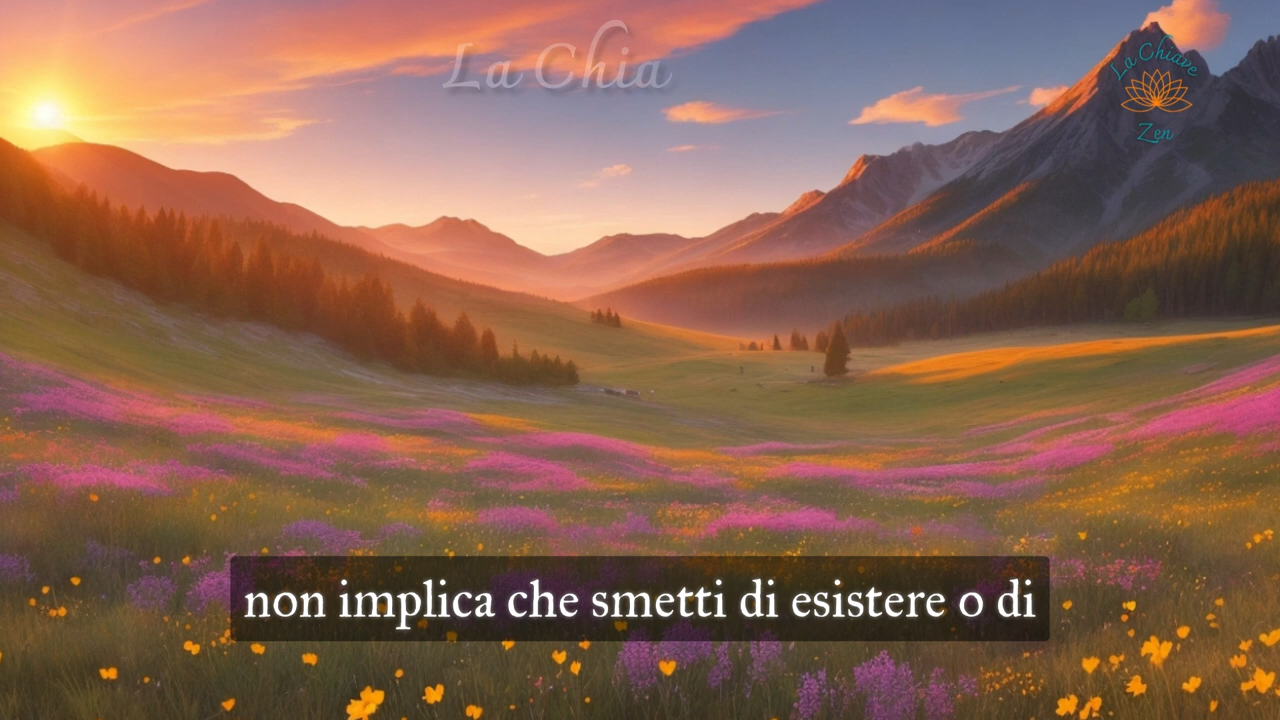 La Chia
La Chiave
Zen
non implica che smetti di esistere o di